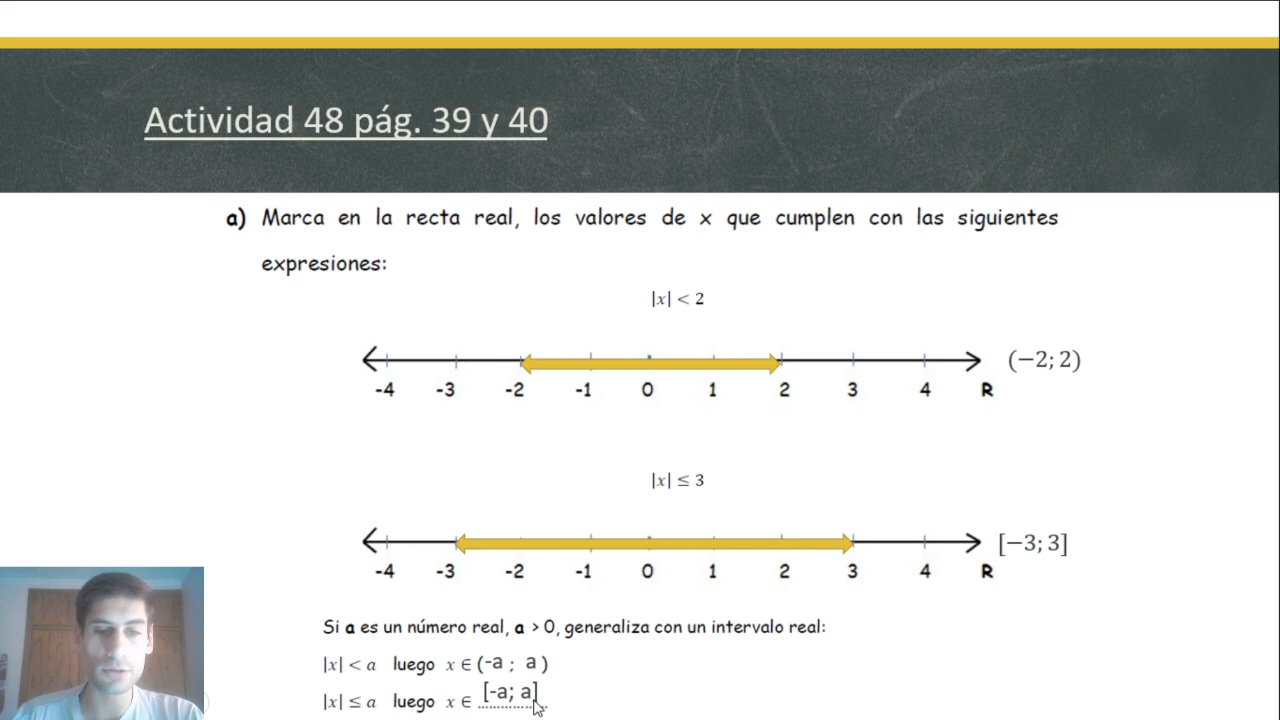 Actividad 48 pág. 39 y 40
a) Marca en la recta real, los valores de x que cumplen con las siguientes
expresiones:
|x| < 2
(−2; 2)
-4 -3 -2 -1 0 1 2 3 4 R
|x| ≤ 3
[−3; 3]
-4 -3 -2 -1 0 1 2 3 4 R
Si a es un número real, a > 0, generaliza con un intervalo real:
|x| < a luego x ∈ (-a ; a )
|x| ≤ a luego x ∈ [-a; a]